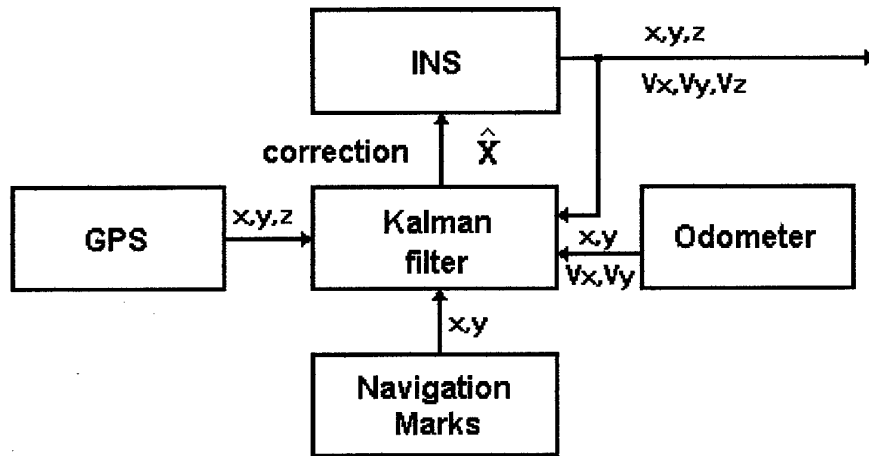 INS
x,y,z
Vx,Vy,Vz
correction
X̂
GPS
x,y,z
Kalman
filter
x,y
Vx,Vy
Odometer
x,y
Navigation
Marks